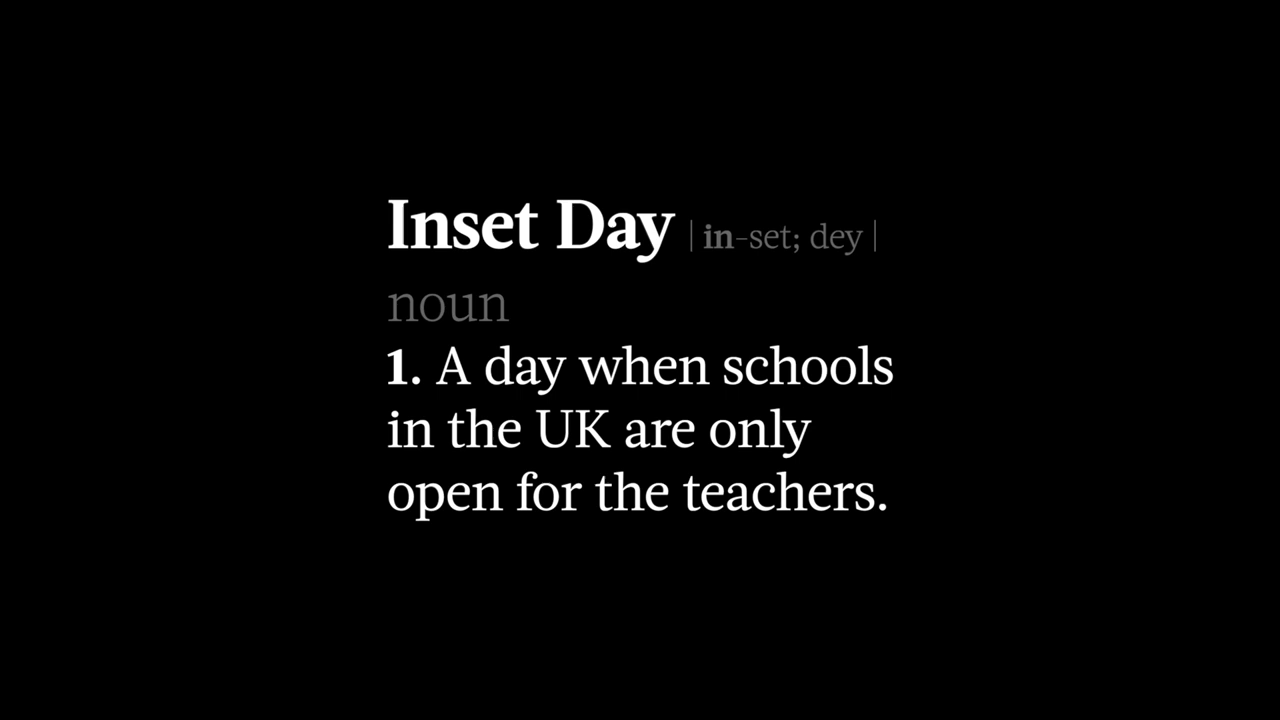 Inset Day | in-set; dey |
noun
1. A day when schools
in the UK are only
open for the teachers.